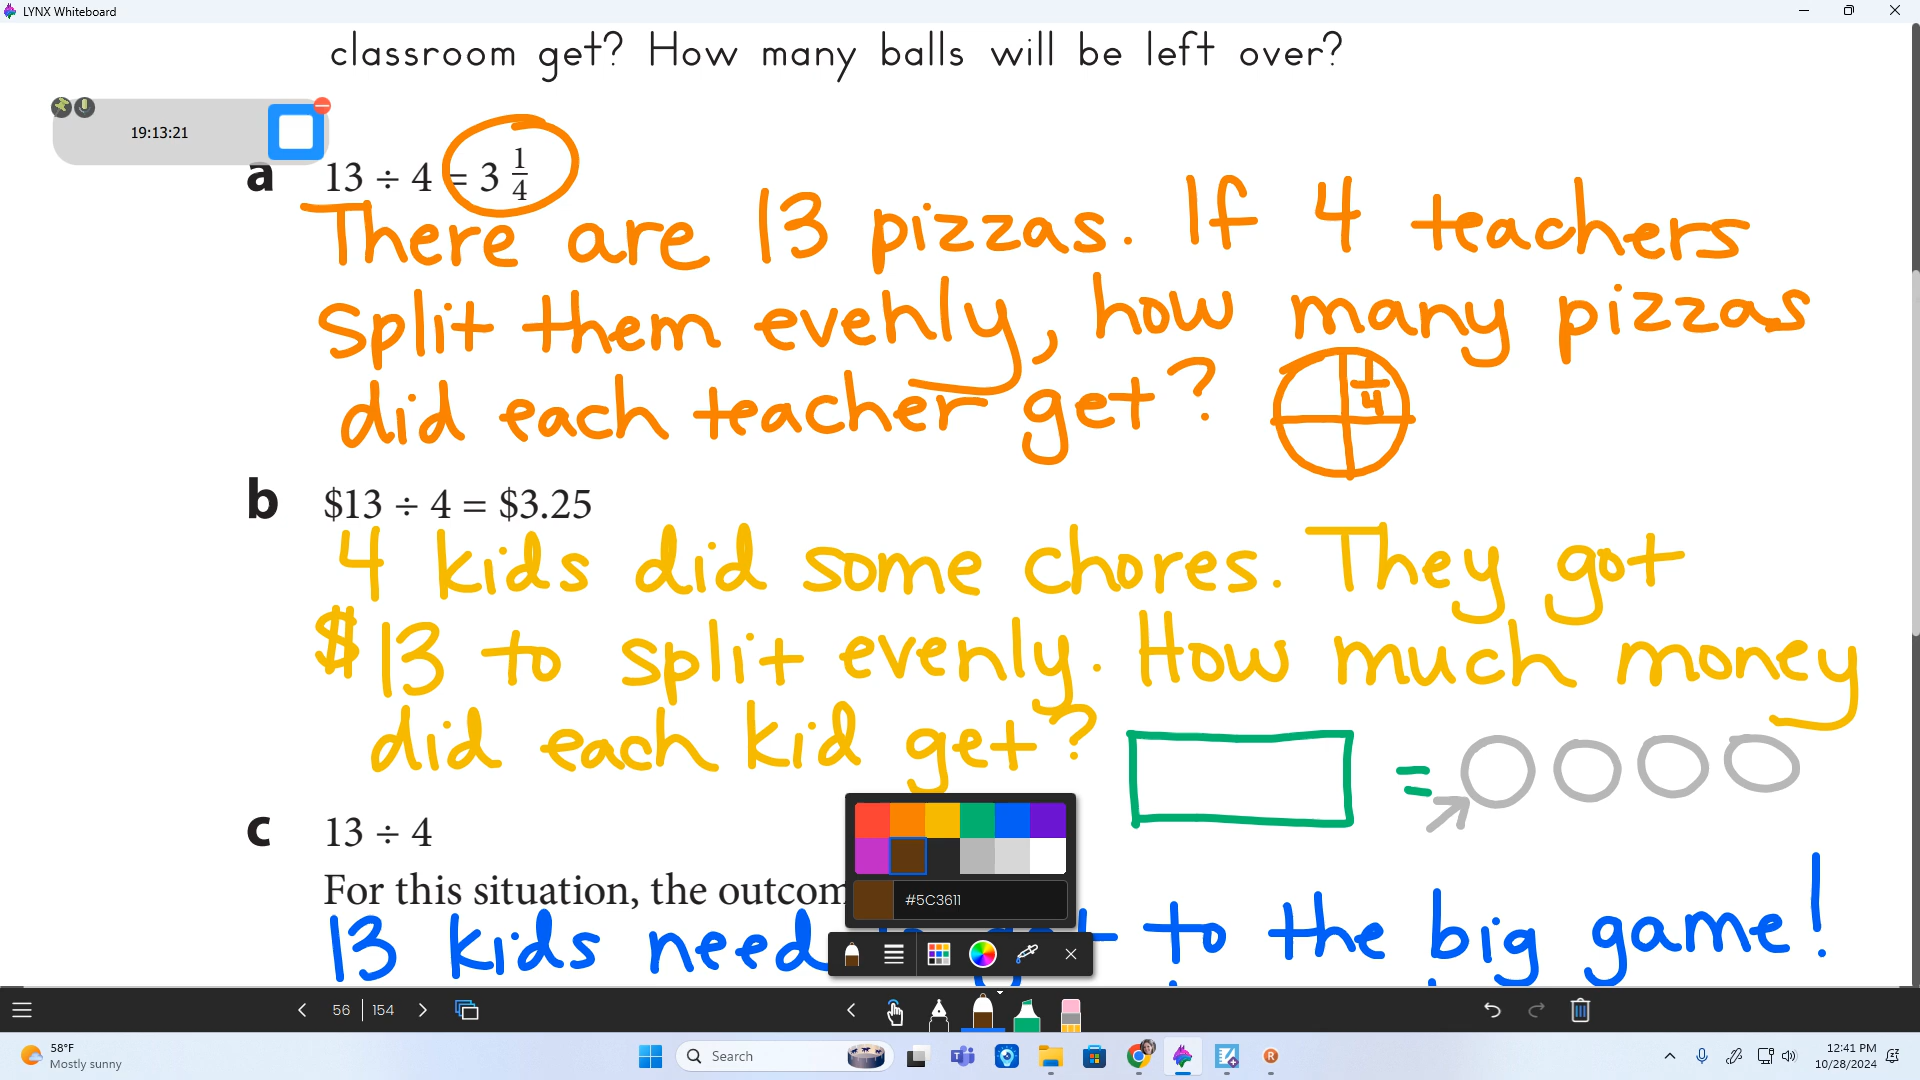 LYNX Whiteboard
classroom get? How many balls will be left over?
19:13:21
a 13 ÷ 4 = 3 1/4
There are 13 pizzas. If 4 teachers
split them evenly, how many pizzas
did each teacher get?
1/4
b $13 ÷ 4 = $3.25
4 kids did some chores. They got
$13 to split evenly. How much money
did each kid get?
=
c 13 ÷ 4
For this situation, the outcom
#5C3611
13 kids need to the big game!
56 154
58°F
Mostly sunny
Search
12:41 PM
10/28/2024